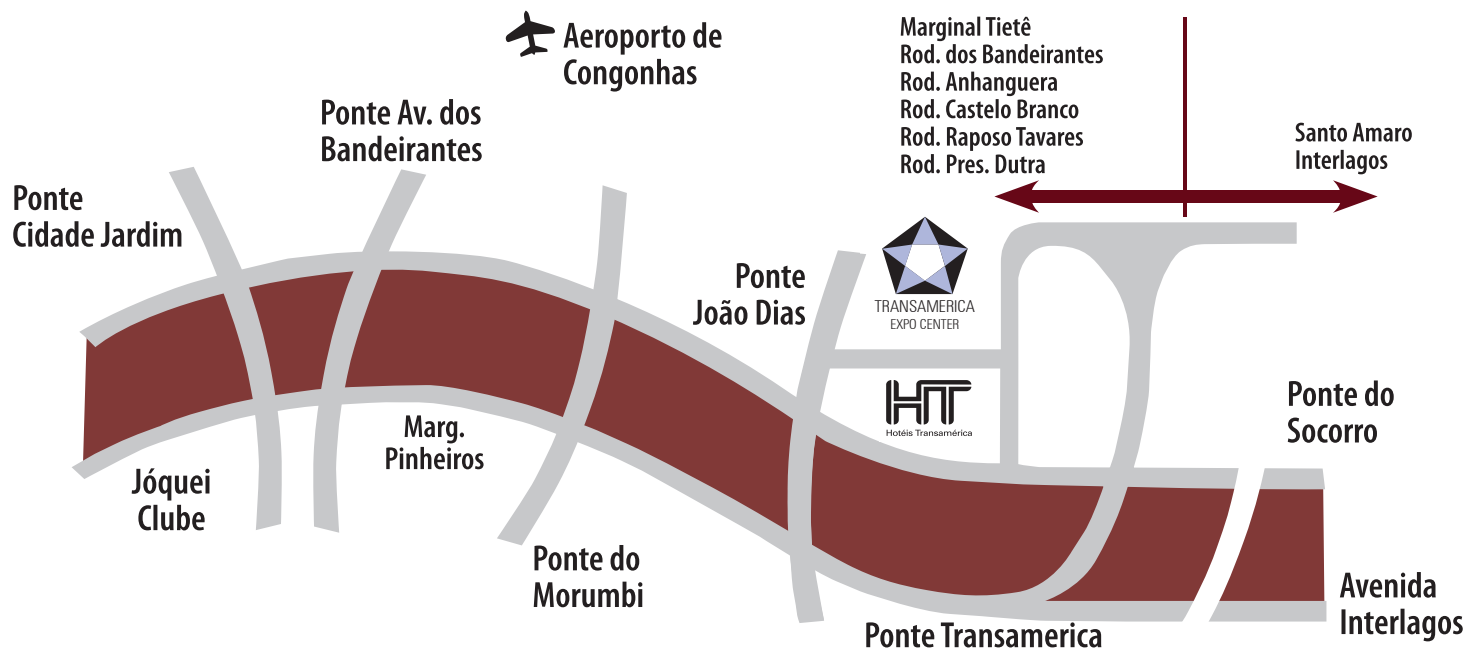 Aeroporto de
Congonhas
Marginal Tietê
Rod. dos Bandeirantes
Rod. Anhanguera
Rod. Castelo Branco
Rod. Raposo Tavares
Rod. Pres. Dutra
Santo Amaro
Interlagos
Ponte Av. dos
Bandeirantes
Ponte
Cidade Jardim
Ponte
João Dias
TRANSAMERICA
EXPO CENTER
HT
Hotéis Transamérica
Ponte do
Socorro
Marg.
Pinheiros
Jóquei
Clube
Ponte do
Morumbi
Ponte Transamerica
Avenida
Interlagos